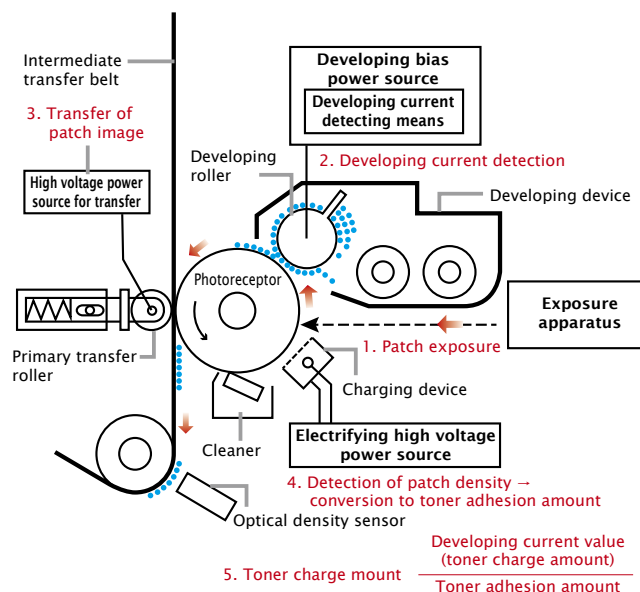 Intermediate
transfer belt
3. Transfer of
patch image
High voltage power
source for transfer
Developing bias
power source
Developing current
detecting means
2. Developing current detection
Developing
roller
Developing device
Photoreceptor
Exposure
apparatus
1. Patch exposure
Primary transfer
roller
Charging device
Cleaner
Electrifying high voltage
power source
4. Detection of patch density →
conversion to toner adhesion amount
Optical density sensor
5. Toner charge mount
Developing current value
(toner charge amount)
Toner adhesion amount